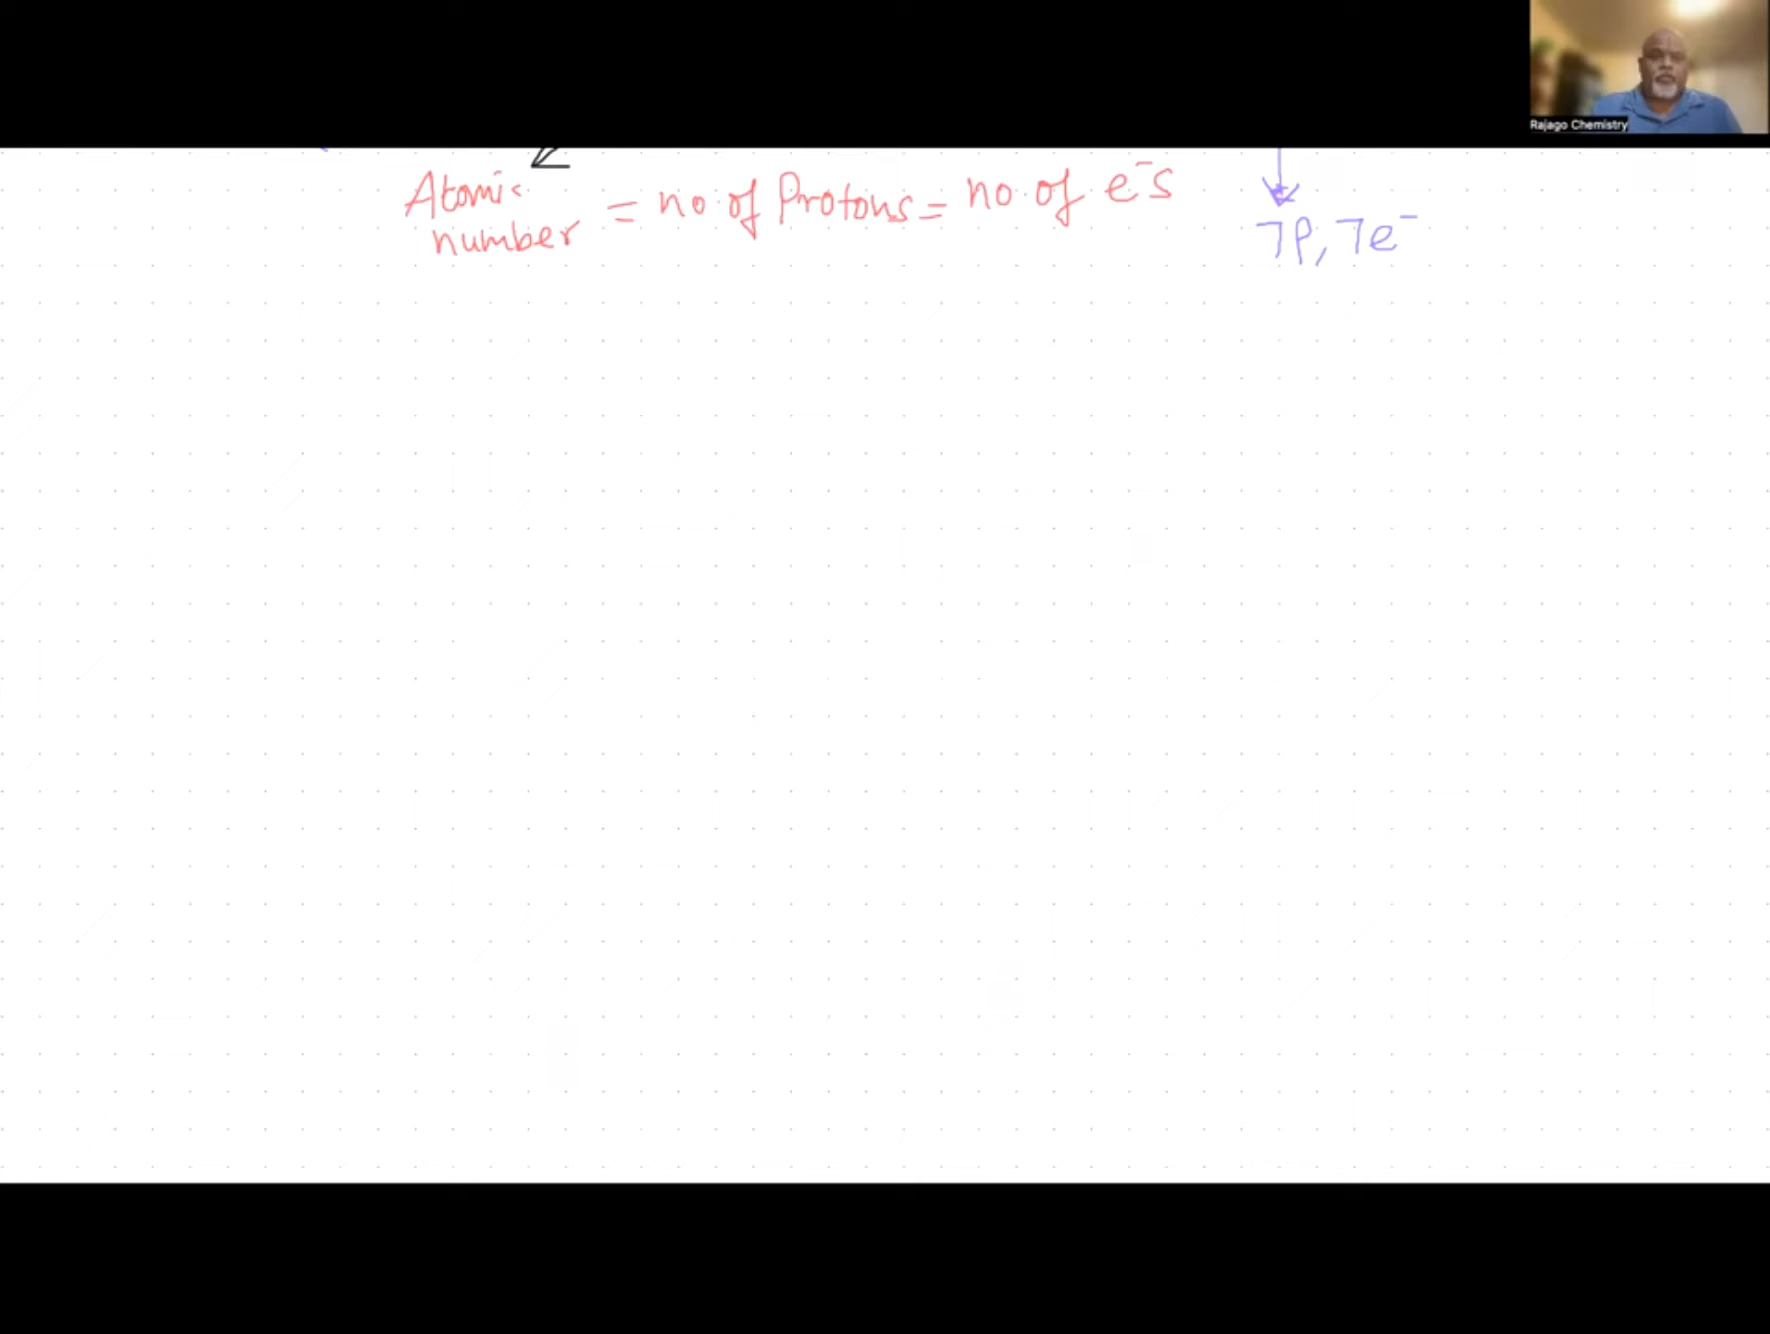 Rajago Chemistry
Atomic
number = no. of Protons = no. of e⁻s
7P, 7e⁻